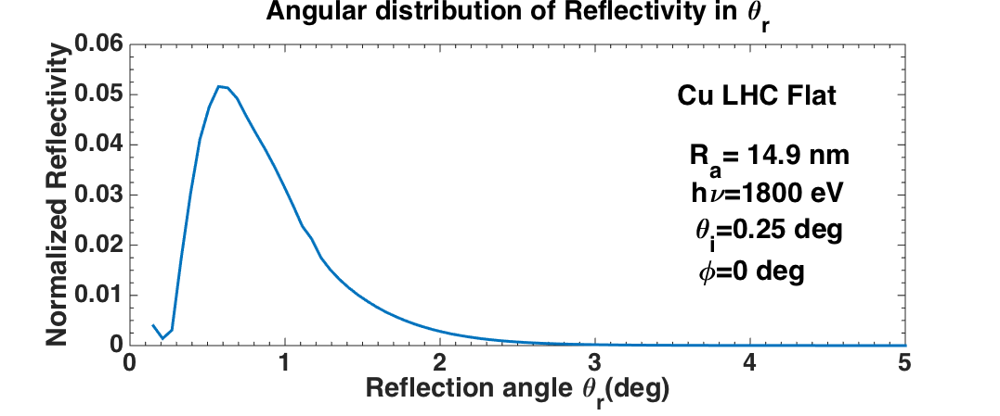 Angular distribution of Reflectivity in θr
Normalized Reflectivity
0.06
0.05
0.04
0.03
0.02
0.01
0
Cu LHC Flat
Ra= 14.9 nm
hν=1800 eV
θi=0.25 deg
ϕ=0 deg
0 1 2 3 4 5
Reflection angle θr(deg)